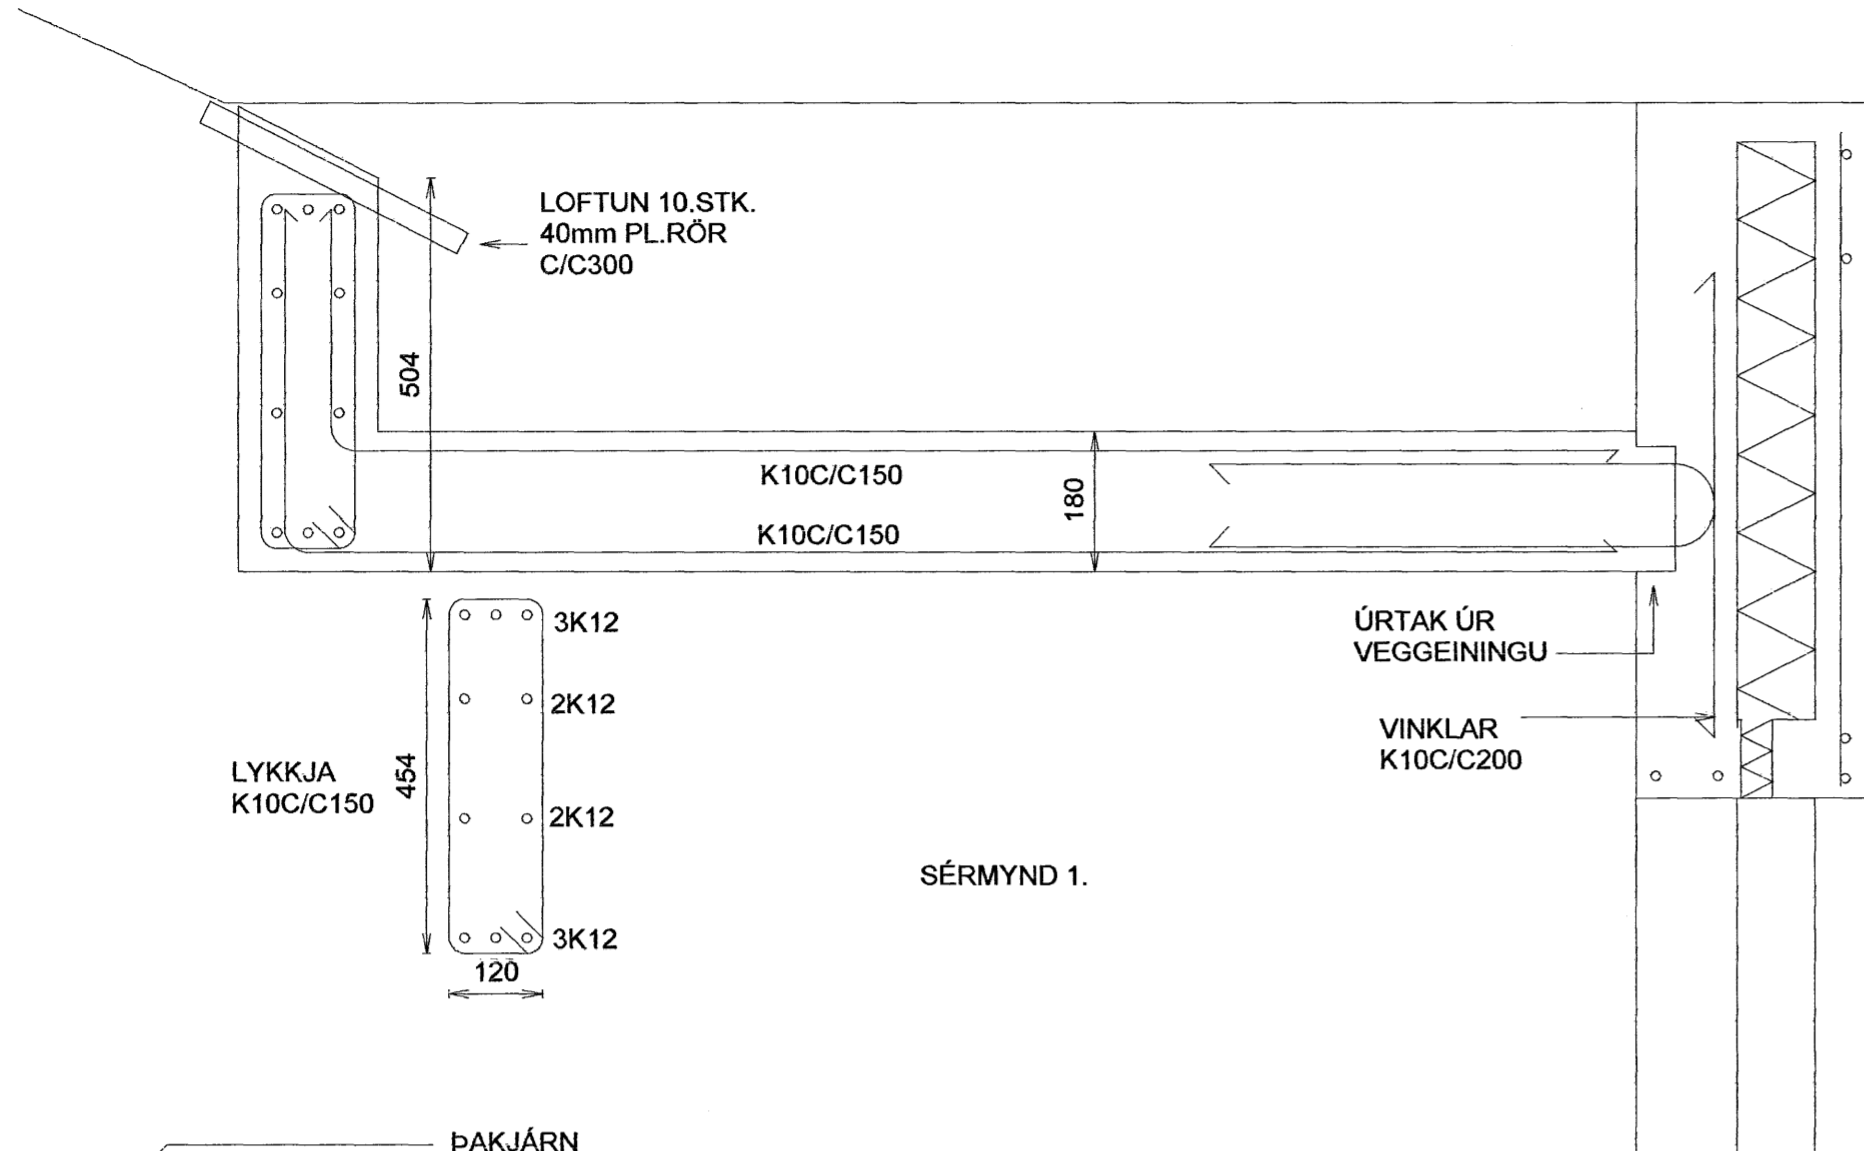 LOFTUN 10.STK.
40mm PL.RÖR
C/C300
504
K10C/C150
180
K10C/C150
3K12
ÚRTAK ÚR
VEGGEININGU
2K12
VINKLAR
K10C/C200
LYKKJA
K10C/C150
454
2K12
SÉRMYND 1.
3K12
120
ÞAKJÁRN